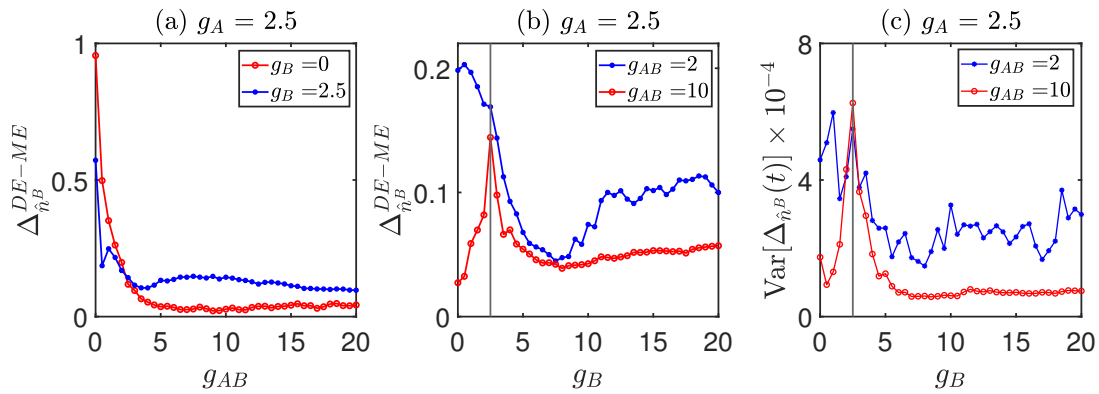 (a) g_A = 2.5
1
0.5
0
0 5 10 15 20
g_B =0
g_B =2.5
Δ_{n̂^B}^{DE−ME}
g_{AB}
(b) g_A = 2.5
0.2
0.1
0
0 5 10 15 20
g_{AB} =2
g_{AB} =10
Δ_{n̂^B}^{DE−ME}
g_B
(c) g_A = 2.5
8
4
0
0 5 10 15 20
g_{AB} =2
g_{AB} =10
Var[Δ_{n̂^B}(t)] × 10^{−4}
g_B